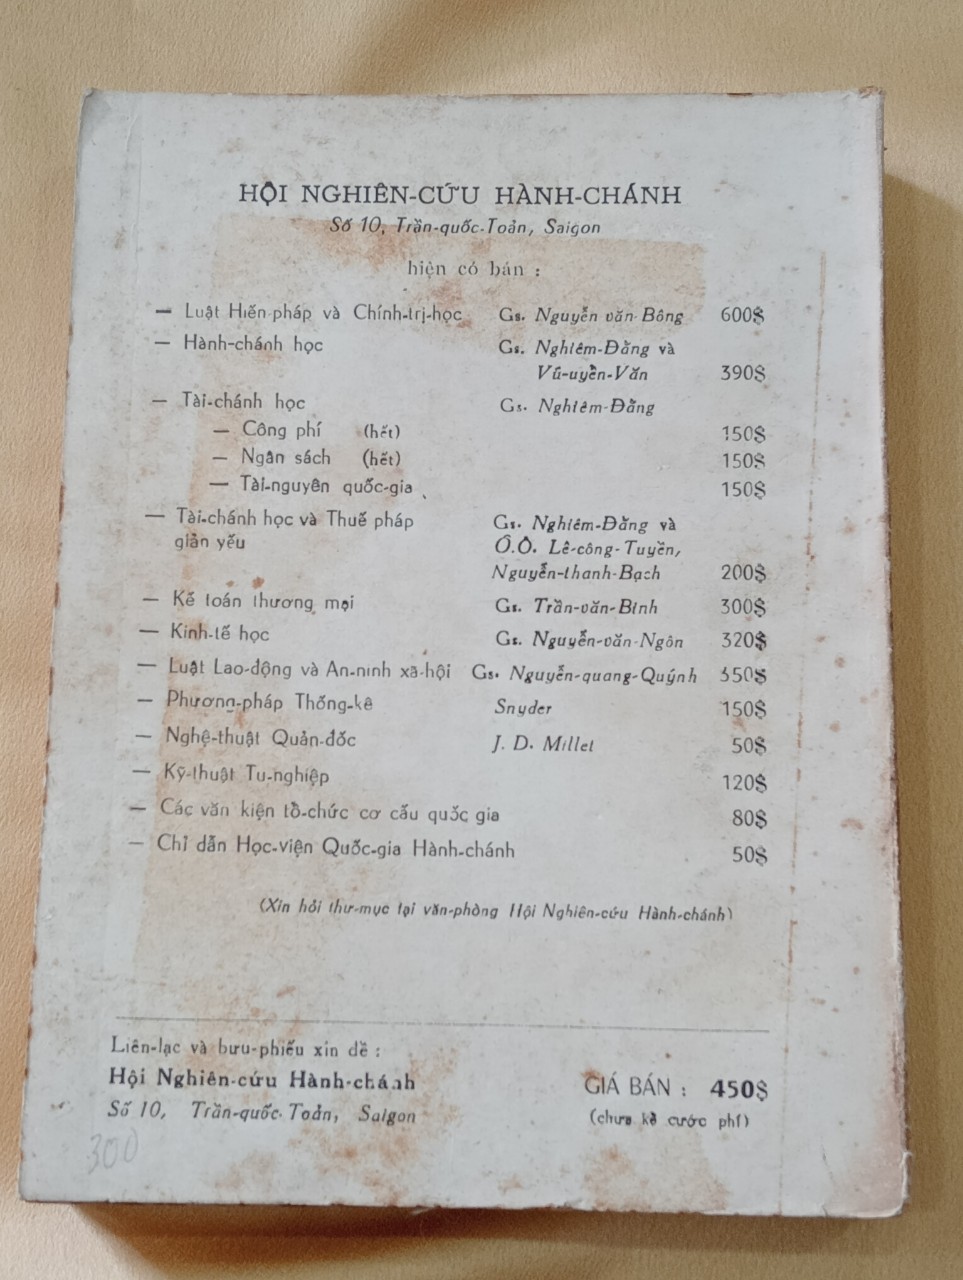 HỘI NGHIÊN-CỨU HÀNH-CHÁNH
Số 10, Trần-quốc-Toản, Saigon
hiện có bán :
— Luật Hiến-pháp và Chính-trị-học Gs. Nguyễn văn-Bông 600$
— Hành-chánh học Gs. Nghiêm-Đằng và
Vũ-uyển-Văn 390$
— Tài-chánh học Gs. Nghiêm-Đằng
— Công phí (hết) 150$
— Ngân sách (hết) 150$
— Tài-nguyên quốc-gia 150$
— Tài-chánh học và Thuế pháp Gs. Nghiêm-Đằng và
giản yếu Ô.Ô. Lê-công-Tuyền,
Nguyễn-thanh-Bạch 200$
— Kế toán thương mại Gs. Trần-văn-Bính 300$
— Kinh-tế học Gs. Nguyễn-văn-Ngôn 320$
— Luật Lao-động và An-ninh xã-hội Gs. Nguyễn-quang-Quýnh 350$
— Phương-pháp Thống-kê Snyder 150$
— Nghệ-thuật Quản-đốc J. D. Millet 50$
— Kỹ-thuật Tu-nghiệp 120$
— Các văn kiện tổ-chức cơ cấu quốc gia 80$
— Chỉ dẫn Học-viện Quốc-gia Hành-chánh 50$
(Xin hỏi thư-mục tại văn-phòng Hội Nghiên-cứu Hành-chánh)
Liên-lạc và bưu-phiếu xin đề :
Hội Nghiên-cứu Hành-chánh GIÁ BÁN : 450$
Số 10, Trần-quốc-Toản, Saigon (chưa kể cước phí)
300